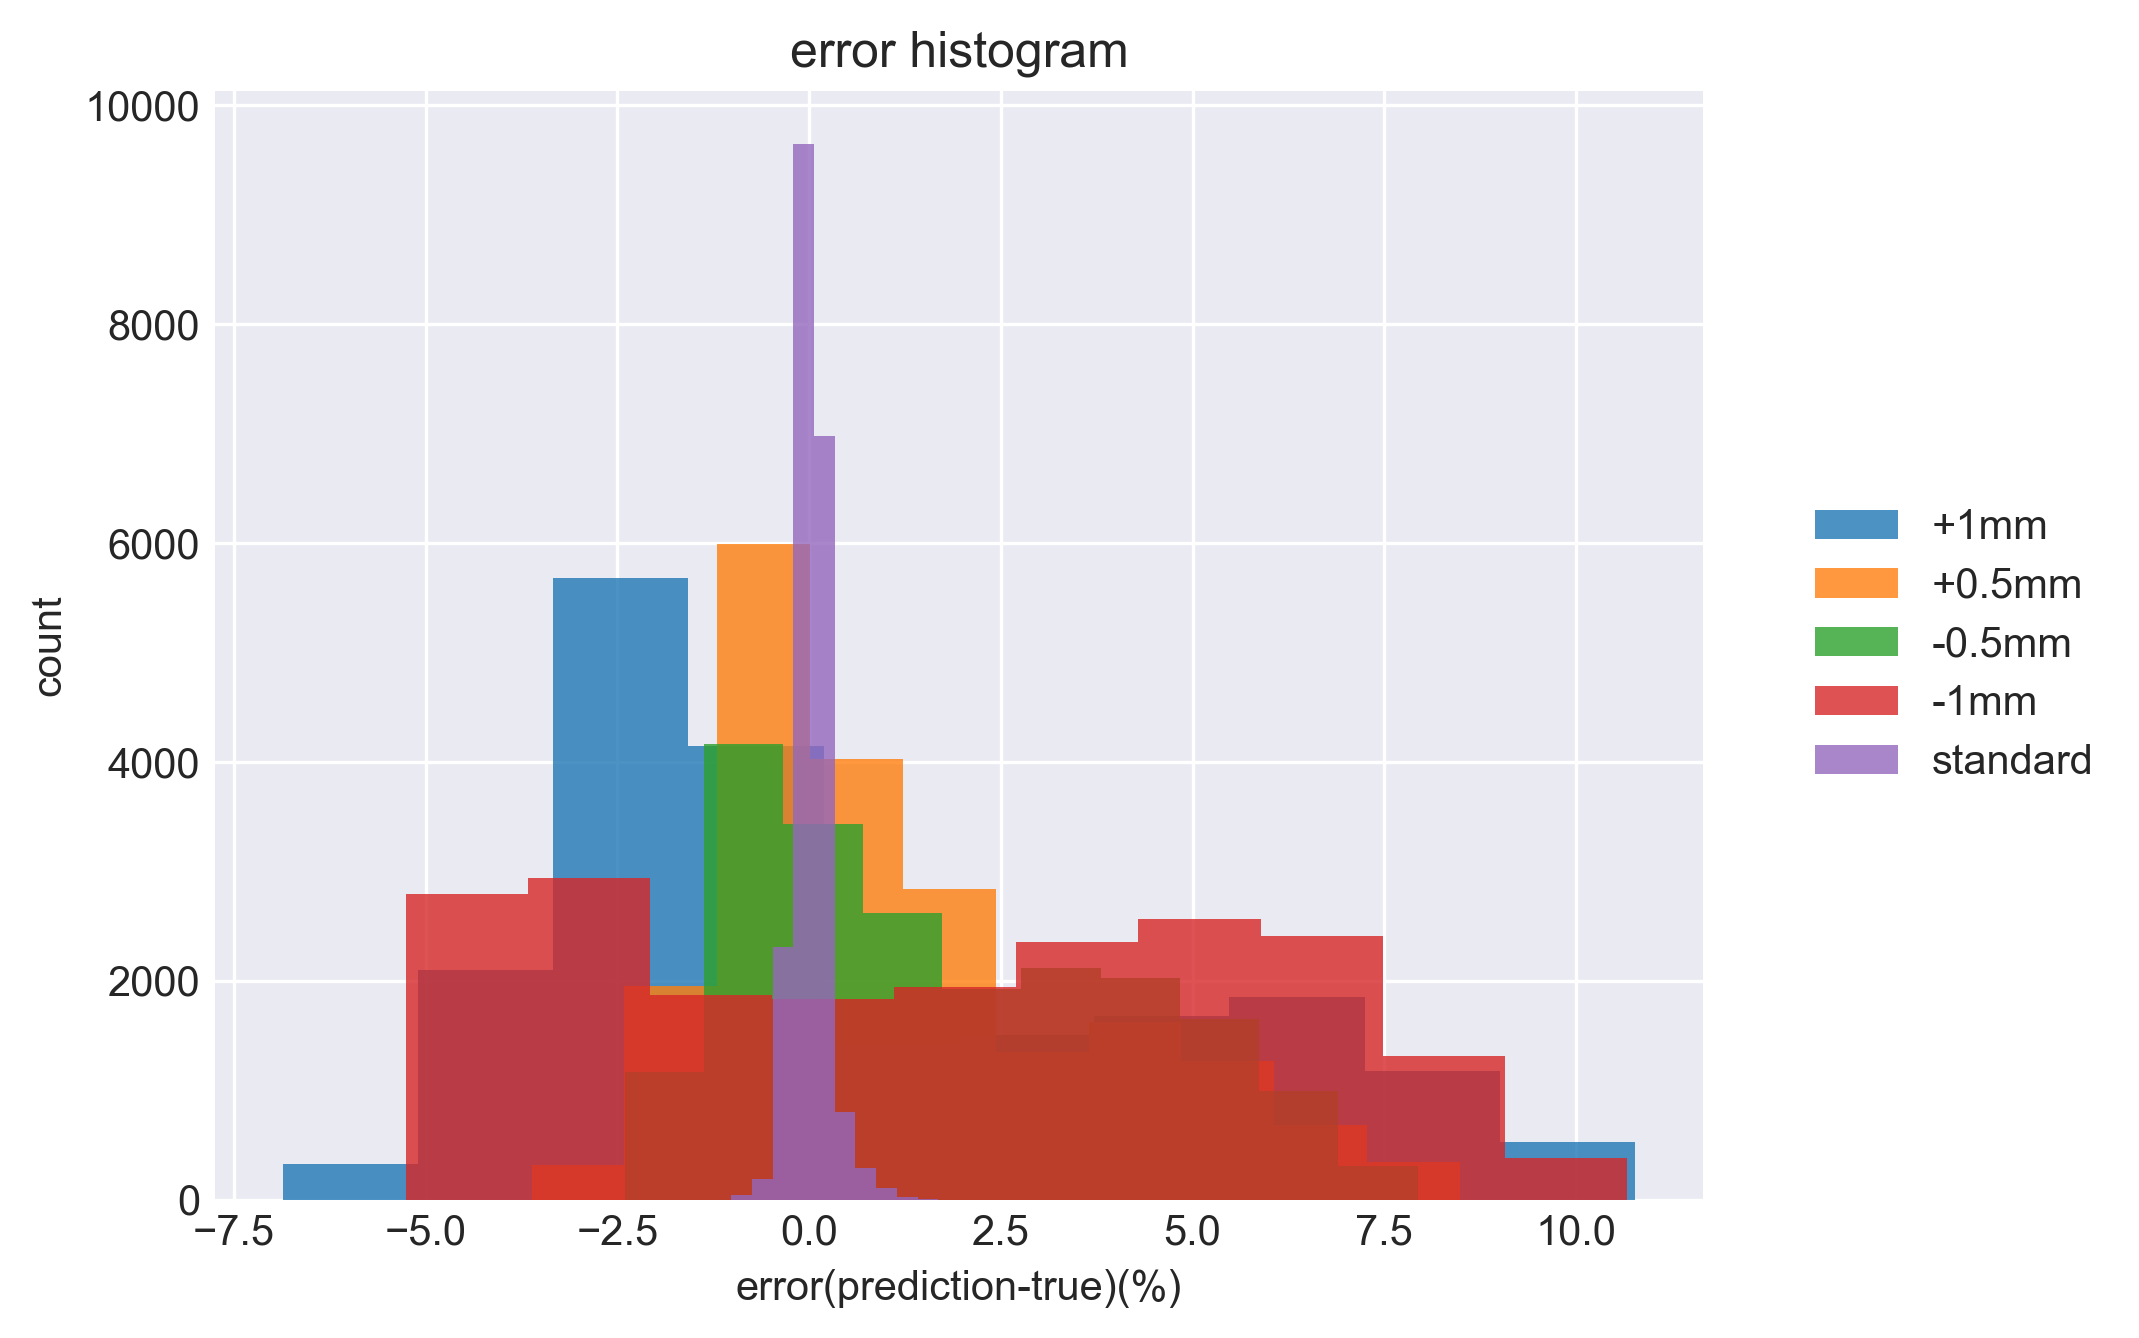 error histogram
10000
8000
6000
4000
2000
0
count
−7.5 −5.0 −2.5 0.0 2.5 5.0 7.5 10.0
error(prediction-true)(%)
+1mm
+0.5mm
-0.5mm
-1mm
standard